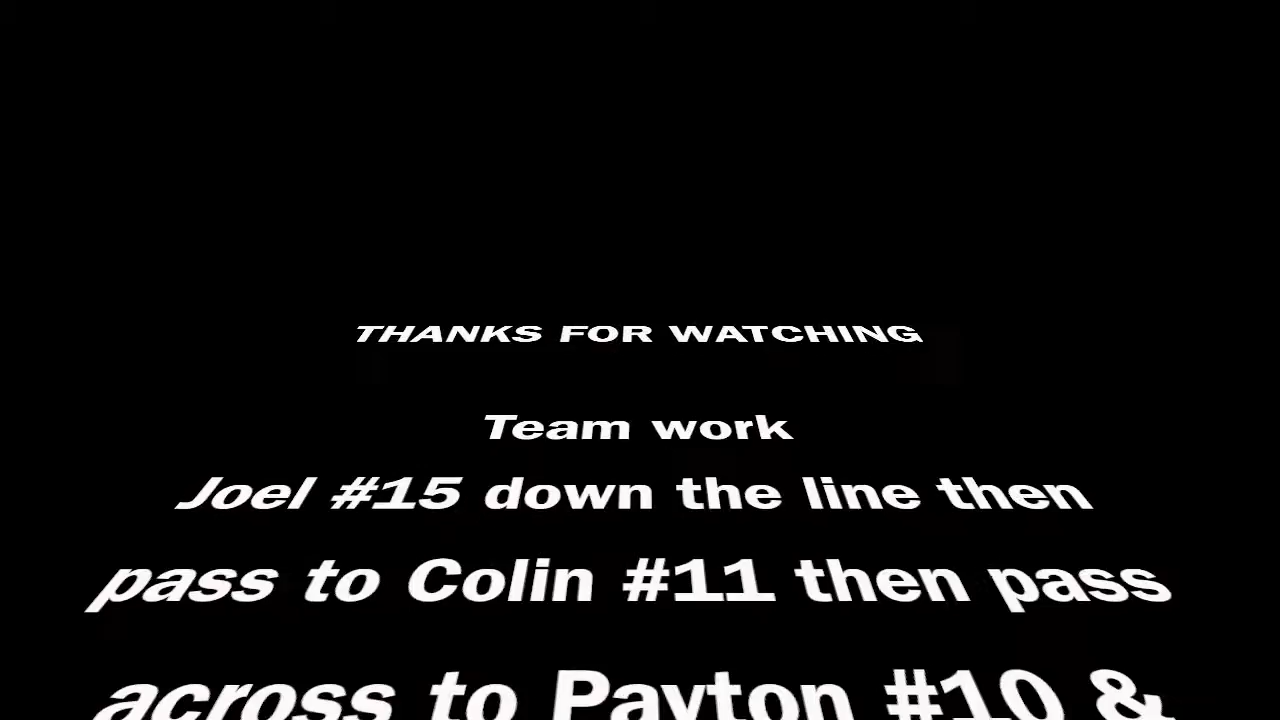 THANKS FOR WATCHING
Team work
Joel #15 down the line then
pass to Colin #11 then pass
across to Payton #10 &